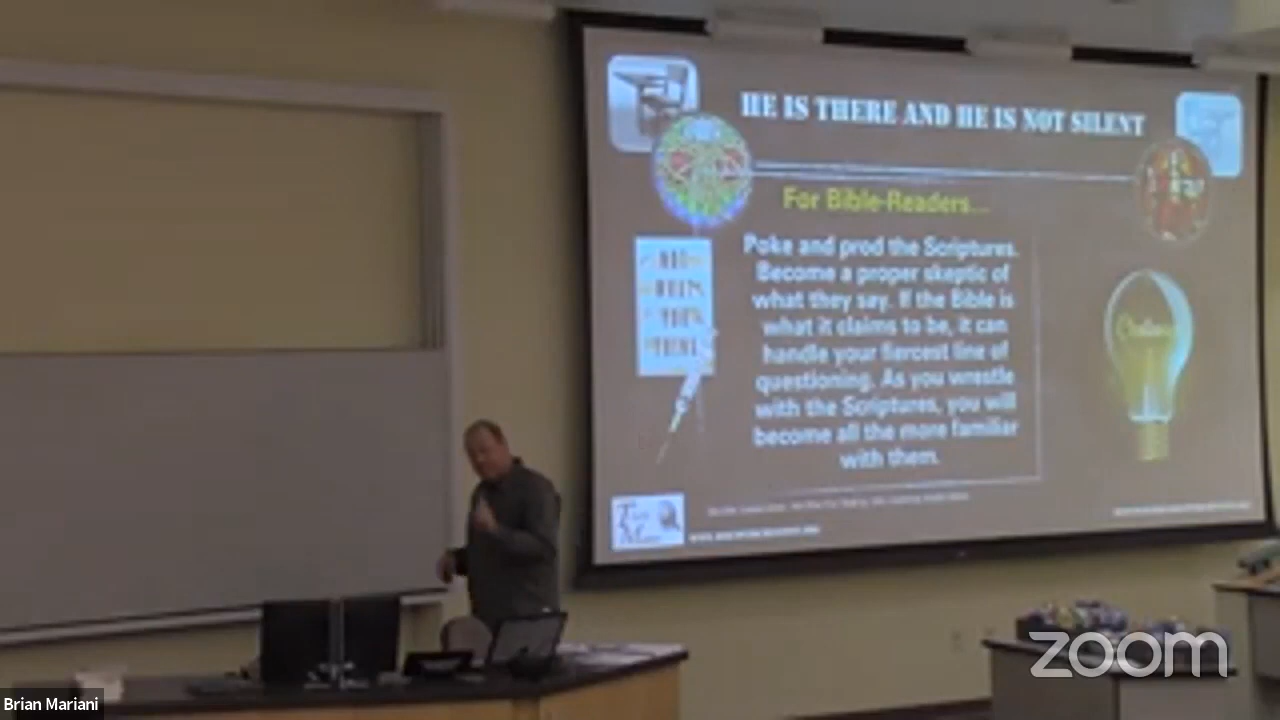 HE IS THERE AND HE IS NOT SILENT
For Bible-Readers...
Poke and prod the Scriptures.
Become a proper skeptic of
what they say. If the Bible is
what it claims to be, it can
handle your fiercest line of
questioning. As you wrestle
with the Scriptures, you will
become all the more familiar
with them.
zoom
Brian Mariani